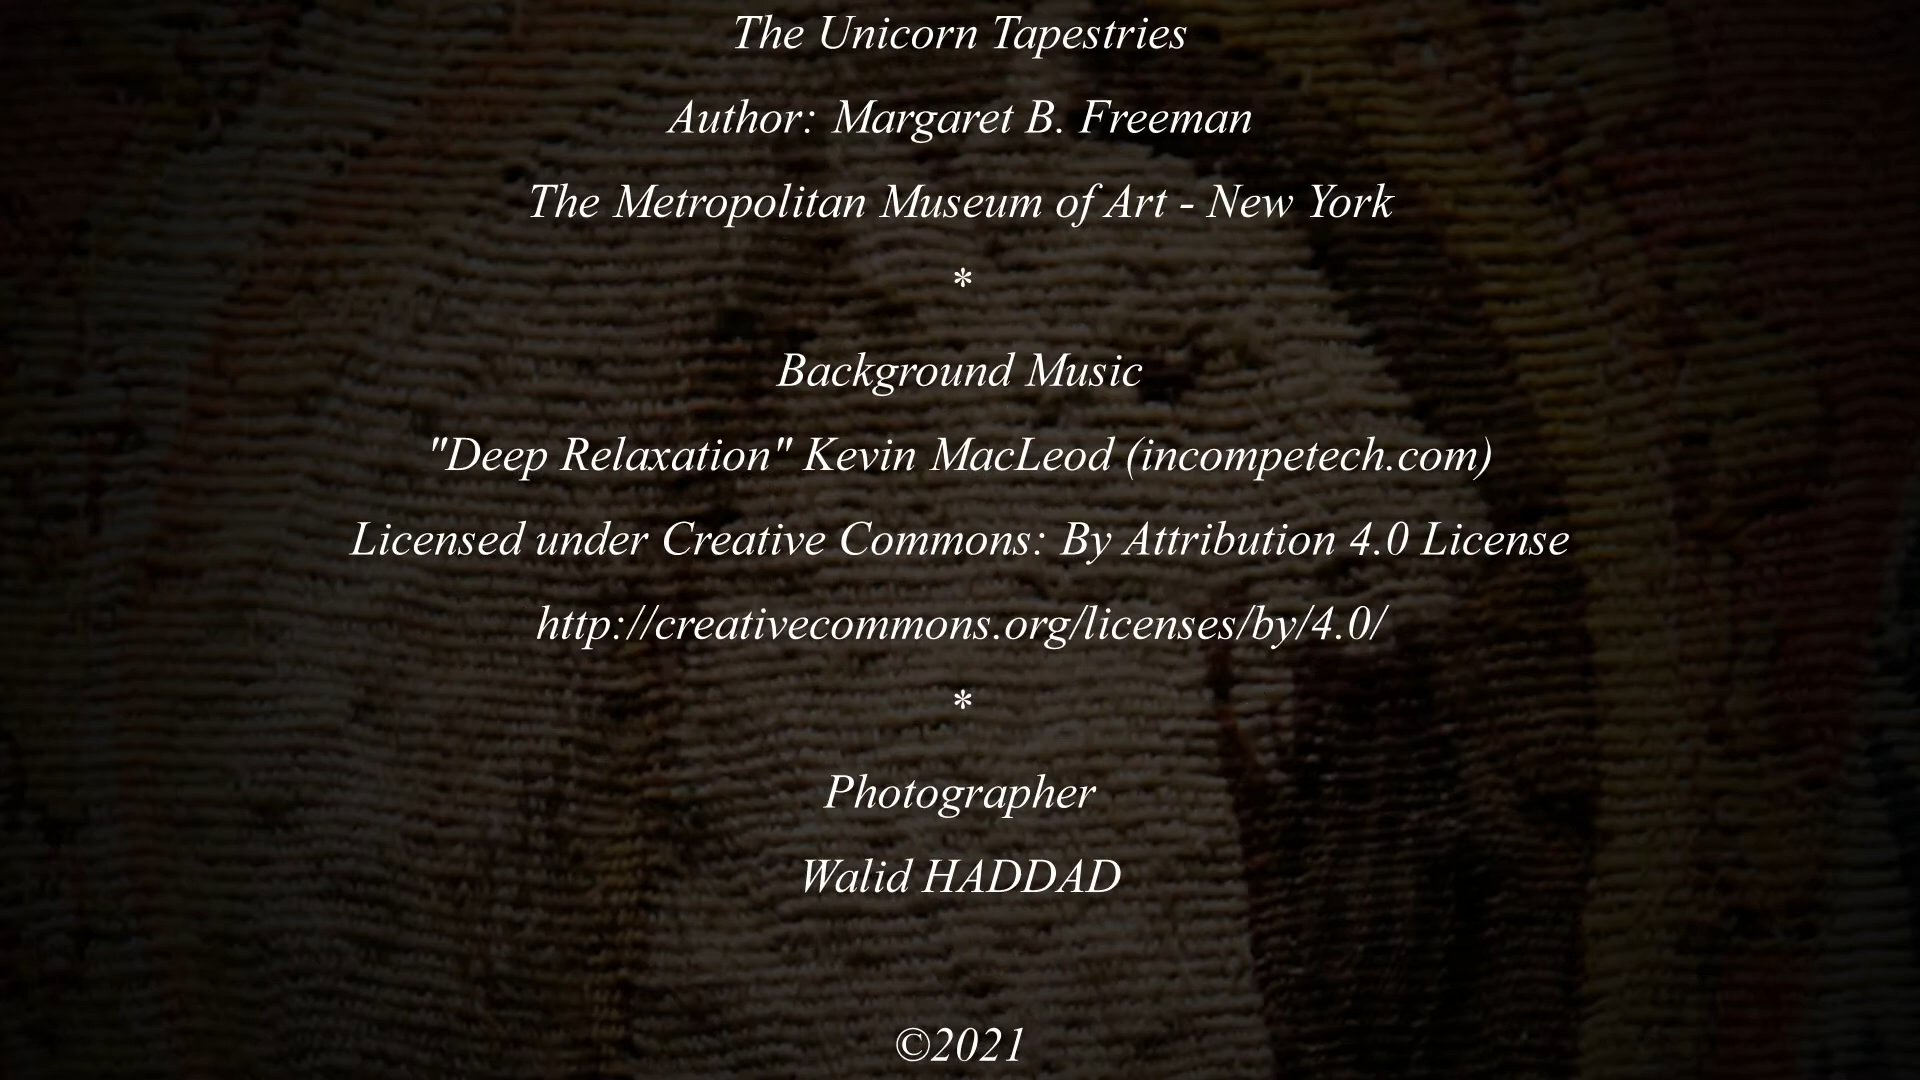 The Unicorn Tapestries
Author: Margaret B. Freeman
The Metropolitan Museum of Art - New York
*
Background Music
"Deep Relaxation" Kevin MacLeod (incompetech.com)
Licensed under Creative Commons: By Attribution 4.0 License
http://creativecommons.org/licenses/by/4.0/
*
Photographer
Walid HADDAD
©2021